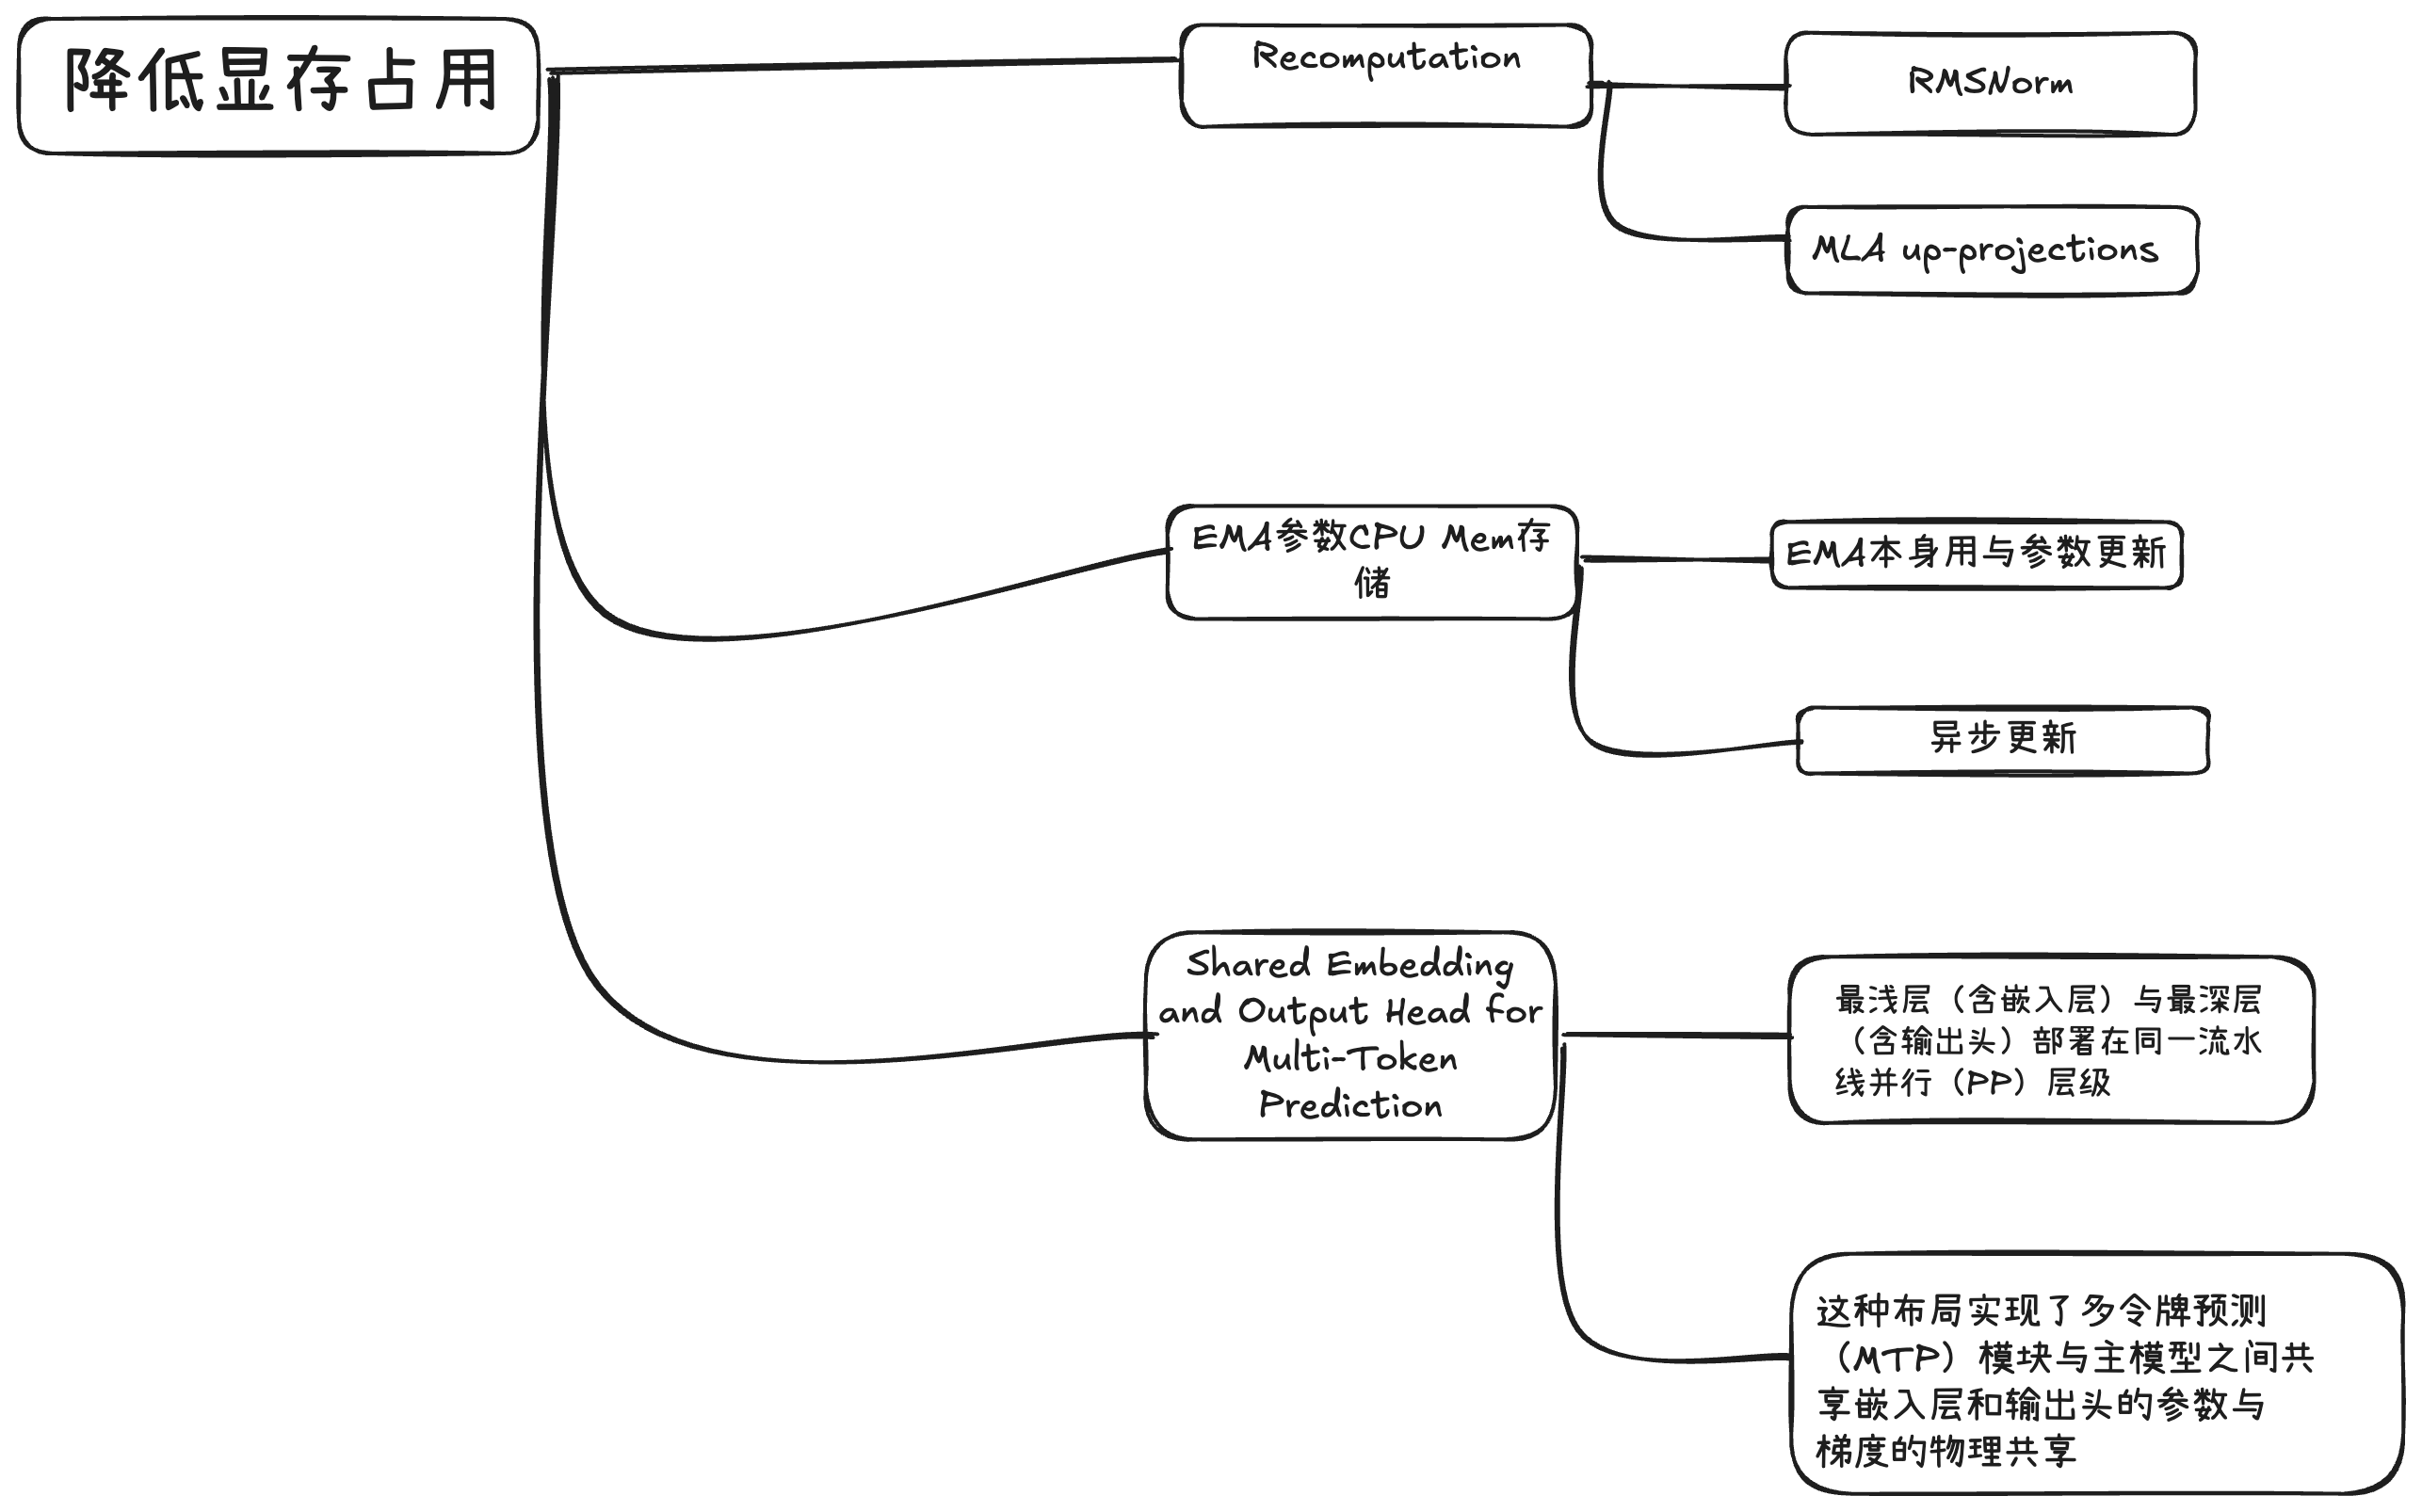 降低显存占用
Recomputation
RMSNorm
MLA up-projections
EMA参数CPU Mem存
储
EMA本身用与参数更新
异步更新
Shared Embedding
and Output Head for
Multi-Token
Prediction
最浅层（含嵌入层）与最深层
（含输出头）部署在同一流水
线并行（PP）层级
这种布局实现了多令牌预测
（MTP）模块与主模型之间共
享嵌入层和输出头的参数与
梯度的物理共享